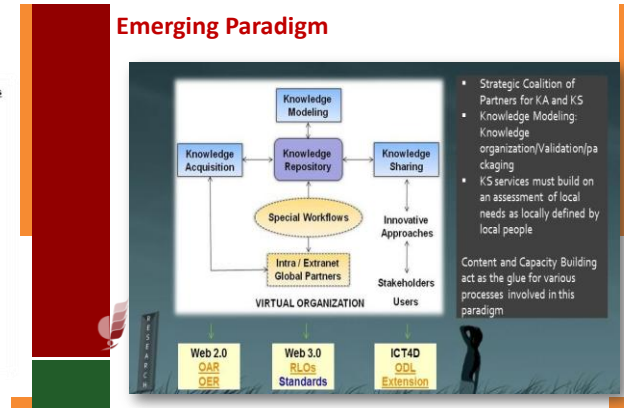 Emerging Paradigm
Knowledge
Modeling
Knowledge
Acquisition
Knowledge
Repository
Knowledge
Sharing
Special Workflows
Innovative
Approaches
Intra / Extranet
Global Partners
Stakeholders
VIRTUAL ORGANIZATION
Users
▪ Strategic Coalition of
Partners for KA and KS
▪ Knowledge Modeling:
Knowledge
organization/Validation/pa
ckaging
▪ KS services must build on
an assessment of local
needs as locally defined by
local people
Content and Capacity Building
act as the glue for various
processes involved in this
paradigm
RESEARCH
Web 2.0
OAR
OER
Web 3.0
RLOs
Standards
ICT4D
ODL
Extension